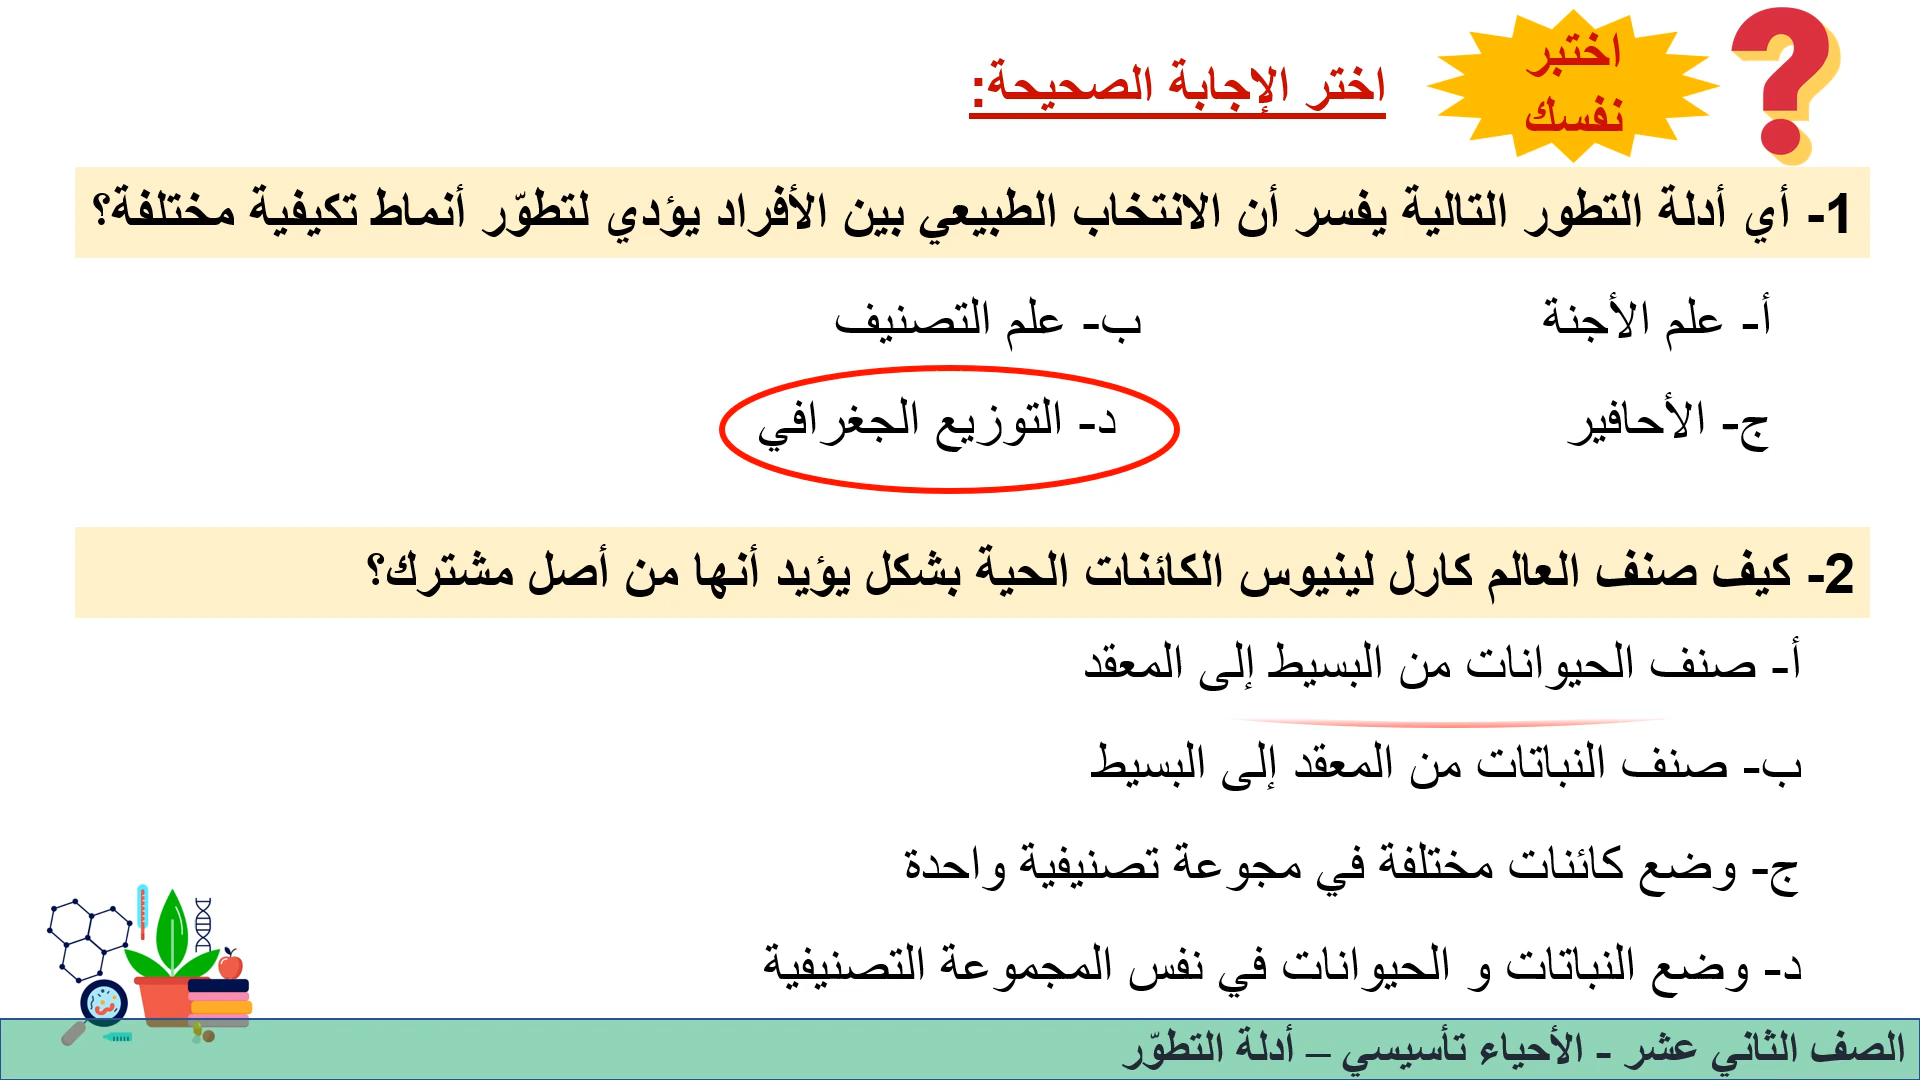 اختبر
نفسك
اختر الإجابة الصحيحة:
1- أي أدلة التطور التالية يفسر أن الانتخاب الطبيعي بين الأفراد يؤدي لتطوّر أنماط تكيفية مختلفة؟
أ- علم الأجنة
ب- علم التصنيف
ج- الأحافير
د- التوزيع الجغرافي
2- كيف صنف العالم كارل لينيوس الكائنات الحية بشكل يؤيد أنها من أصل مشترك؟
أ- صنف الحيوانات من البسيط إلى المعقد
ب- صنف النباتات من المعقد إلى البسيط
ج- وضع كائنات مختلفة في مجوعة تصنيفية واحدة
د- وضع النباتات و الحيوانات في نفس المجموعة التصنيفية
الصف الثاني عشر - الأحياء تأسيسي – أدلة التطوّر